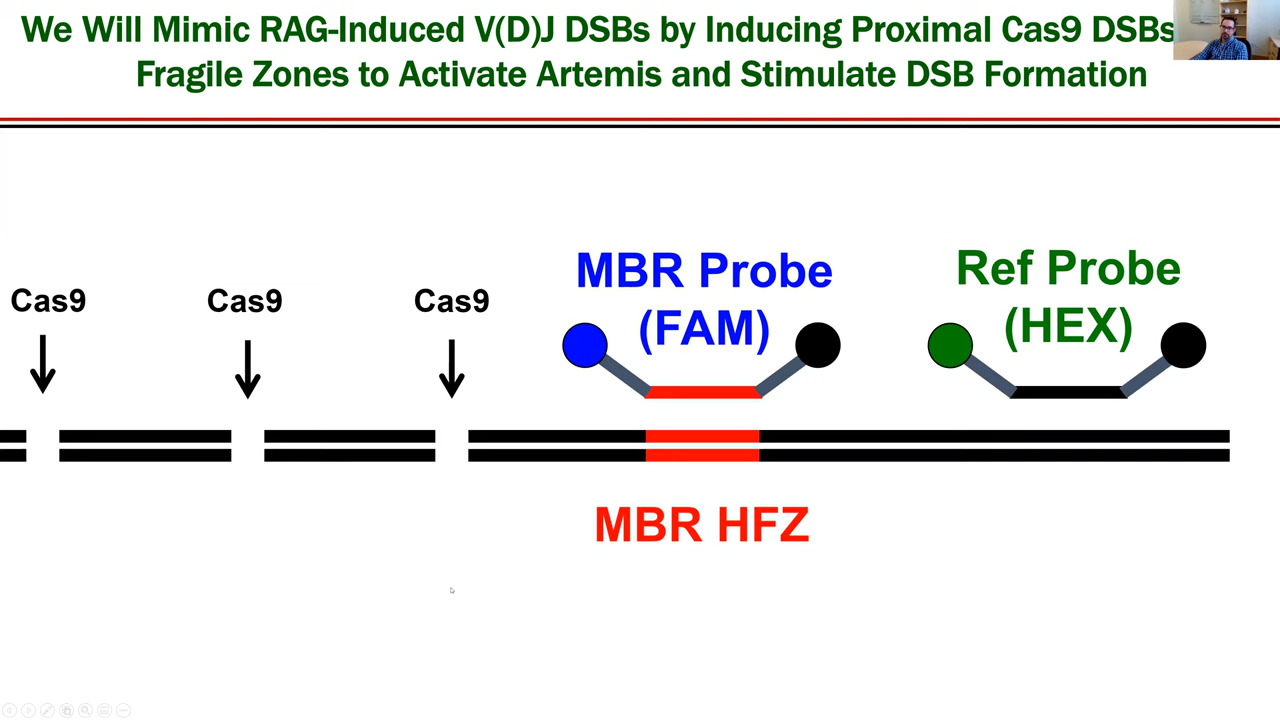 We Will Mimic RAG-Induced V(D)J DSBs by Inducing Proximal Cas9 DSBs
Fragile Zones to Activate Artemis and Stimulate DSB Formation
Cas9
Cas9
Cas9
MBR Probe
(FAM)
Ref Probe
(HEX)
MBR HFZ